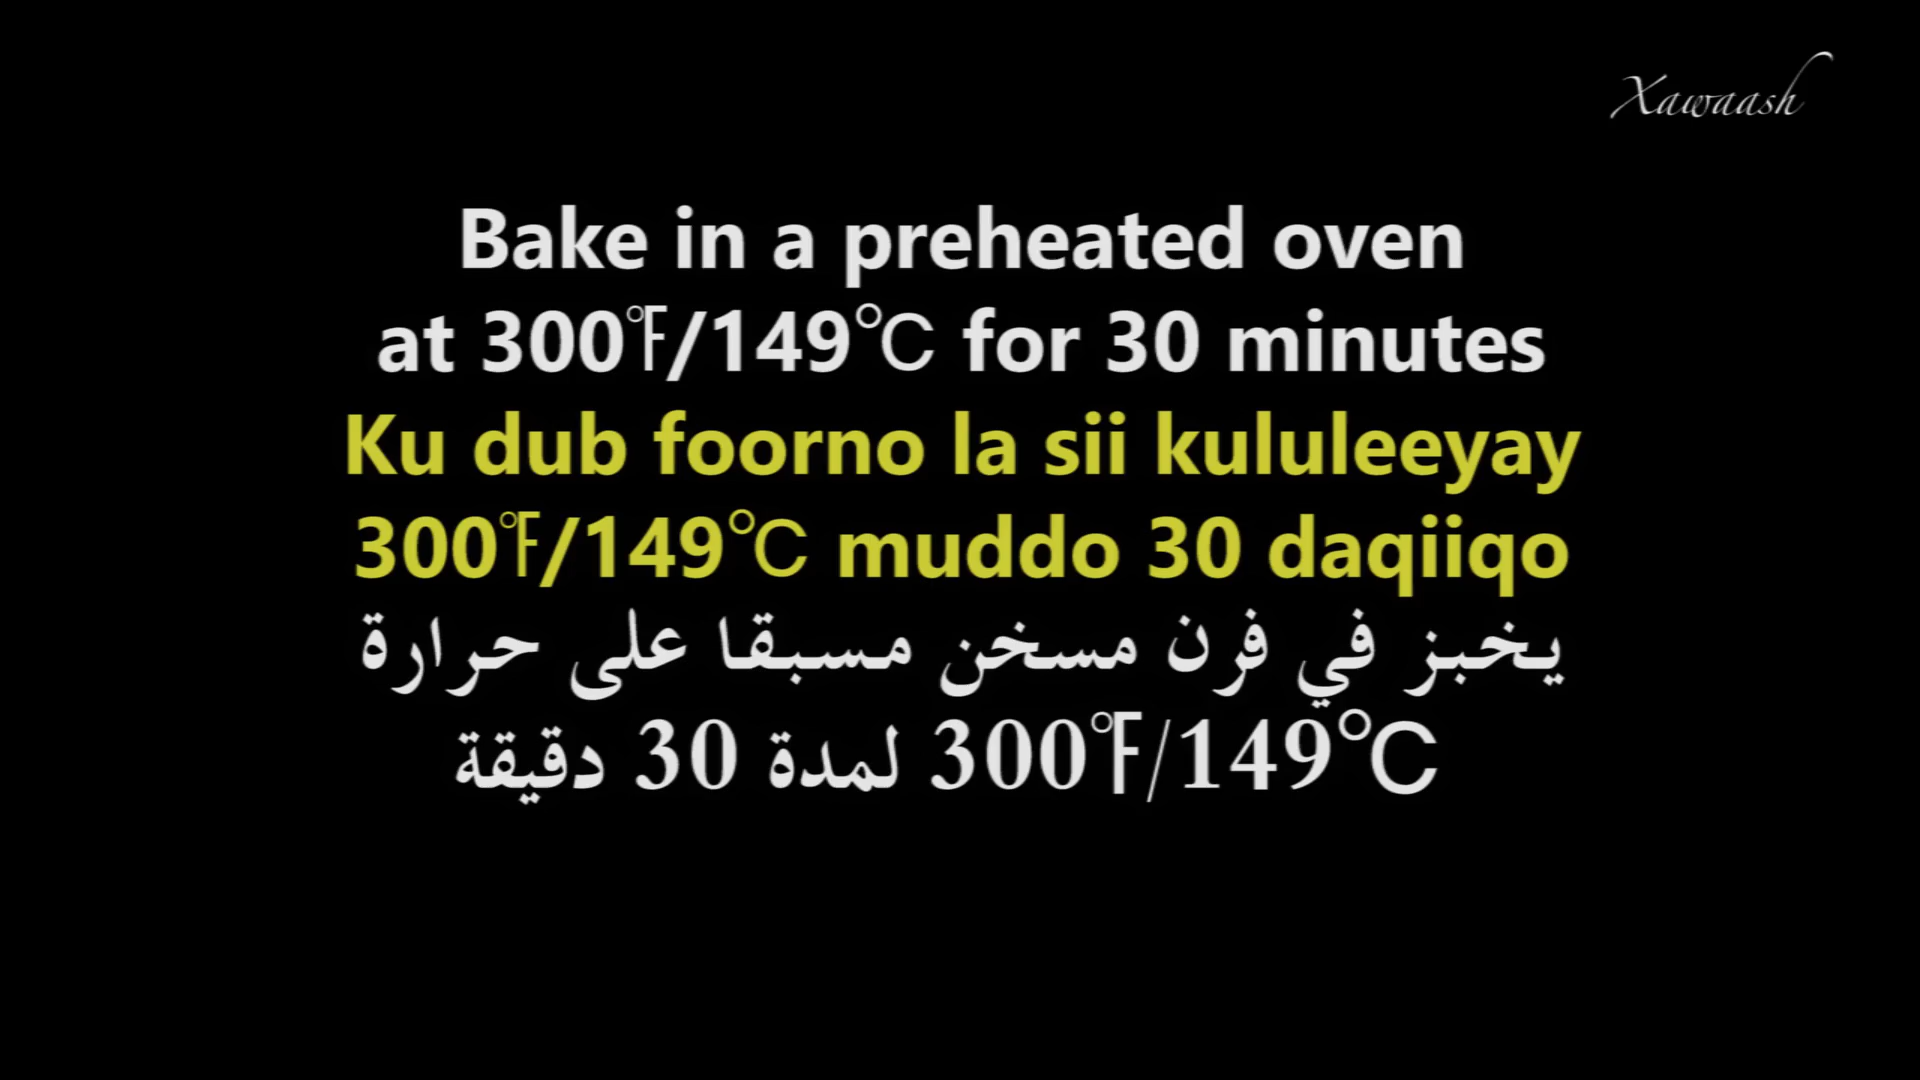 Xawaash
Bake in a preheated oven
at 300℉/149℃ for 30 minutes
Ku dub foorno la sii kululeeyay
300℉/149℃ muddo 30 daqiiqo
يخبز في فرن مسخن مسبقا على حرارة
300℉/149℃ لمدة 30 دقيقة